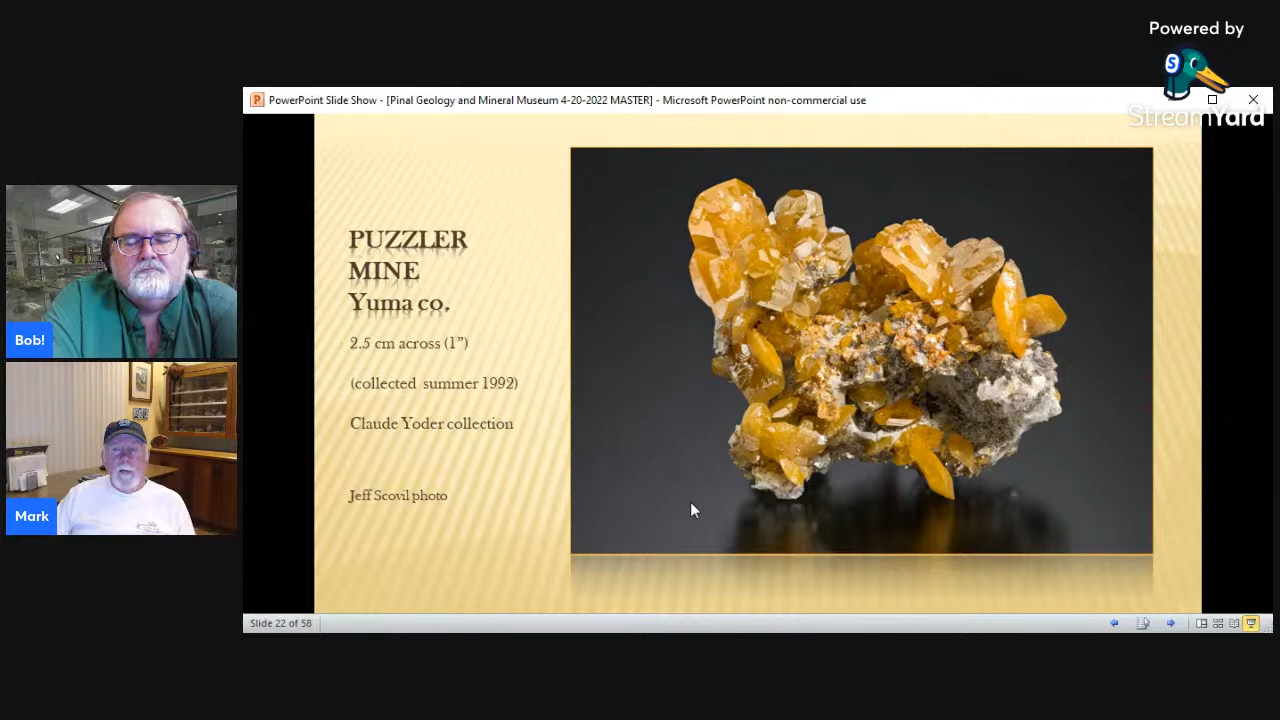 Powered by
StreamYard
PowerPoint Slide Show - [Pinal Geology and Mineral Museum 4-20-2022 MASTER] - Microsoft PowerPoint non-commercial use
PUZZLER
MINE
Yuma co.
2.5 cm across (1”)
(collected summer 1992)
Claude Yoder collection
Jeff Scovil photo
Bob!
Mark
Slide 22 of 58